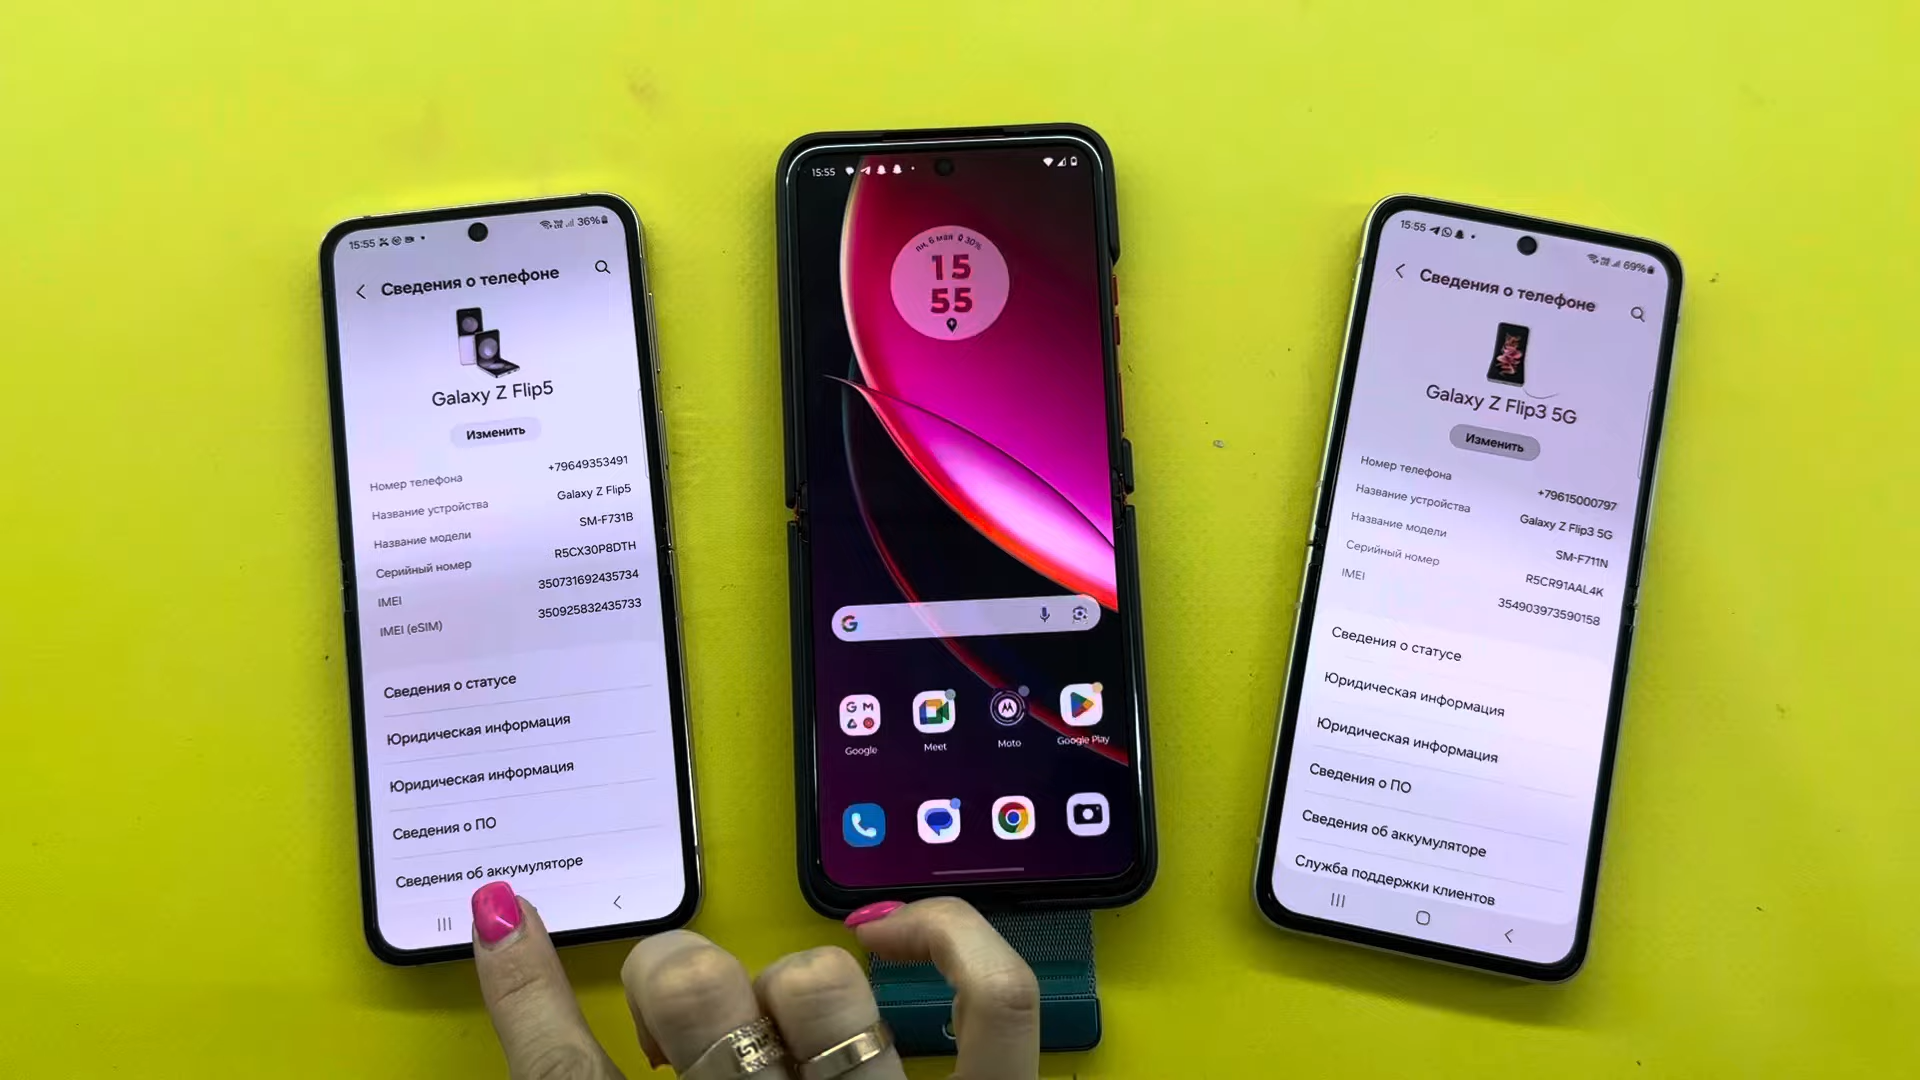 15:55
36%
Сведения о телефоне
Galaxy Z Flip5
Изменить
Номер телефона +79649353491
Название устройства Galaxy Z Flip5
Название модели SM-F731B
Серийный номер R5CX30P8DTH
IMEI 350731692435734
IMEI (eSIM) 350925832435733
Сведения о статусе
Юридическая информация
Юридическая информация
Сведения о ПО
Сведения об аккумуляторе
15:55
пн, 6 мая 30%
15
55
Google
Meet
Moto
Google Play
15:55
69%
Сведения о телефоне
Galaxy Z Flip3 5G
Изменить
Номер телефона +79615000797
Название устройства Galaxy Z Flip3 5G
Название модели SM-F711N
Серийный номер R5CR91AAL4K
IMEI 354903973590158
Сведения о статусе
Юридическая информация
Юридическая информация
Сведения о ПО
Сведения об аккумуляторе
Служба поддержки клиентов